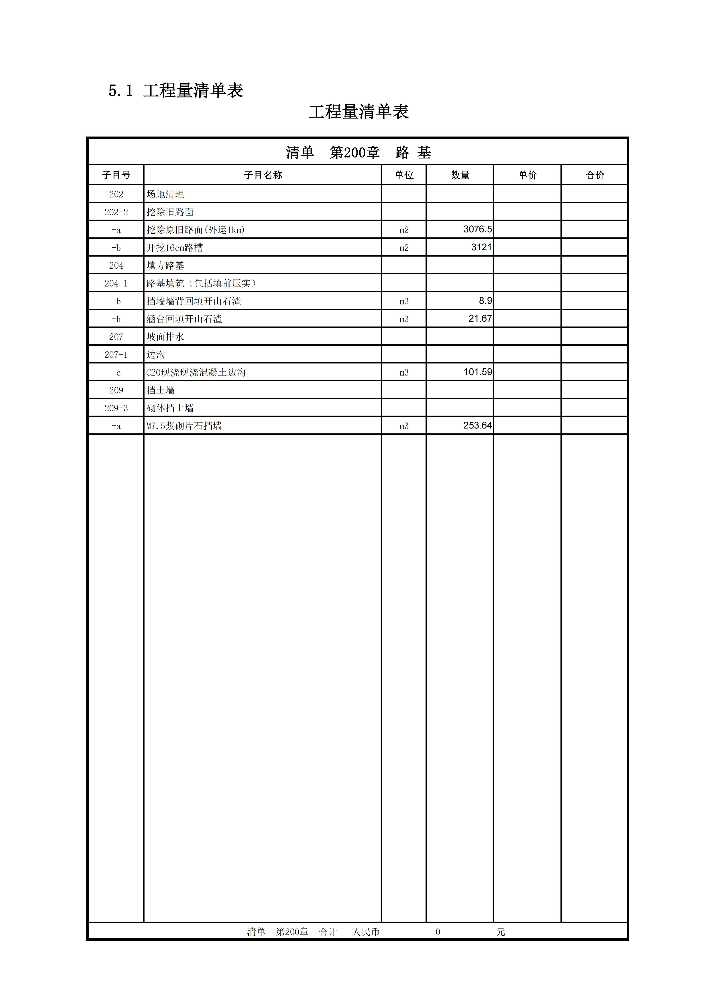 5.1 工程量清单表
工程量清单表
清单 第200章 路 基
子目号 子目名称 单位 数量 单价 合价
202 场地清理
202-2 挖除旧路面
-a 挖除原旧路面(外运1km) m2 3076.5
-b 开挖16cm路槽 m2 3121
204 填方路基
204-1 路基填筑（包括填前压实）
-b 挡墙墙背回填开山石渣 m3 8.9
-h 涵台回填开山石渣 m3 21.67
207 坡面排水
207-1 边沟
-c C20现浇现浇混凝土边沟 m3 101.59
209 挡土墙
209-3 砌体挡土墙
-a M7.5浆砌片石挡墙 m3 253.64
清单 第200章 合计 人民币 0 元